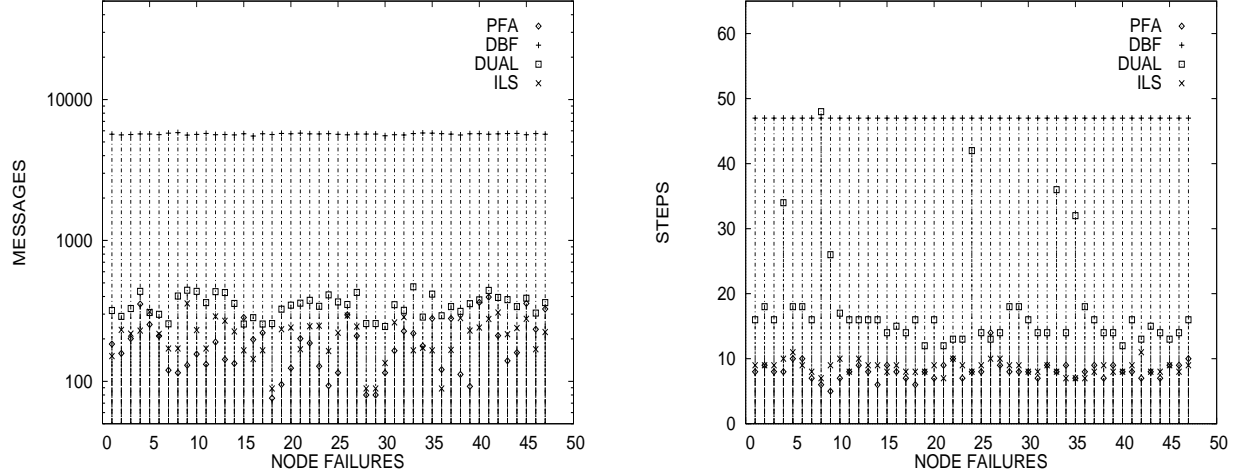 PFA
DBF
DUAL
ILS
10000
1000
100
MESSAGES
0 5 10 15 20 25 30 35 40 45 50
NODE FAILURES
PFA
DBF
DUAL
ILS
60
50
40
30
20
10
0
STEPS
0 5 10 15 20 25 30 35 40 45 50
NODE FAILURES